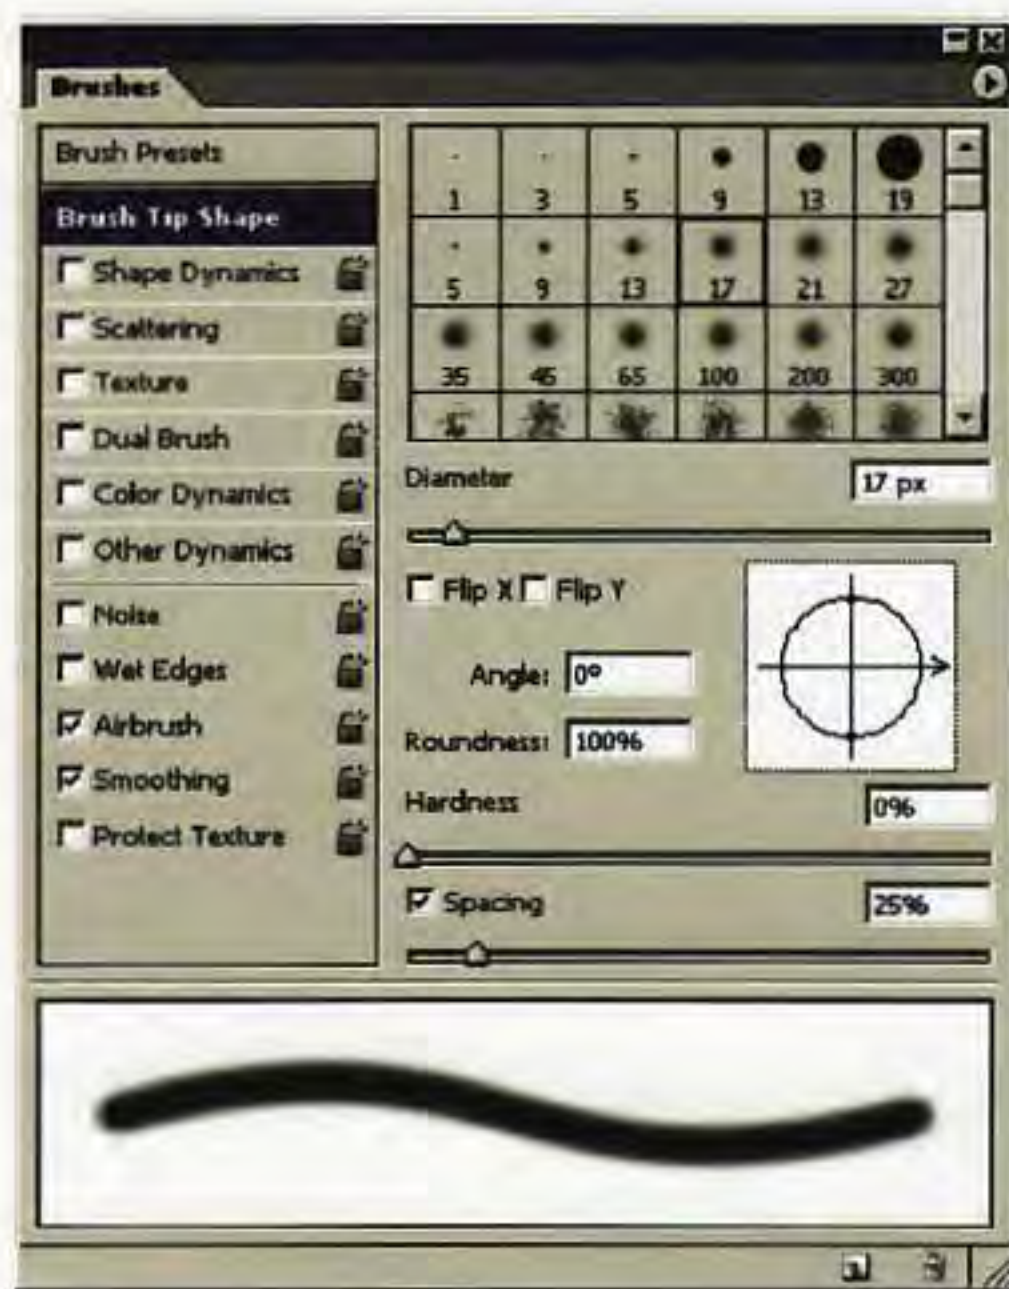 Brushes
Brush Presets
Brush Tip Shape
Shape Dynamics
Scattering
Texture
Dual Brush
Color Dynamics
Other Dynamics
Noise
Wet Edges
Airbrush
Smoothing
Protect Texture
1 3 5 9 13 19
5 9 13 17 21 27
35 45 65 100 200 300
Diameter 17 px
Flip X Flip Y
Angle: 0º
Roundness: 100%
Hardness 0%
Spacing 25%